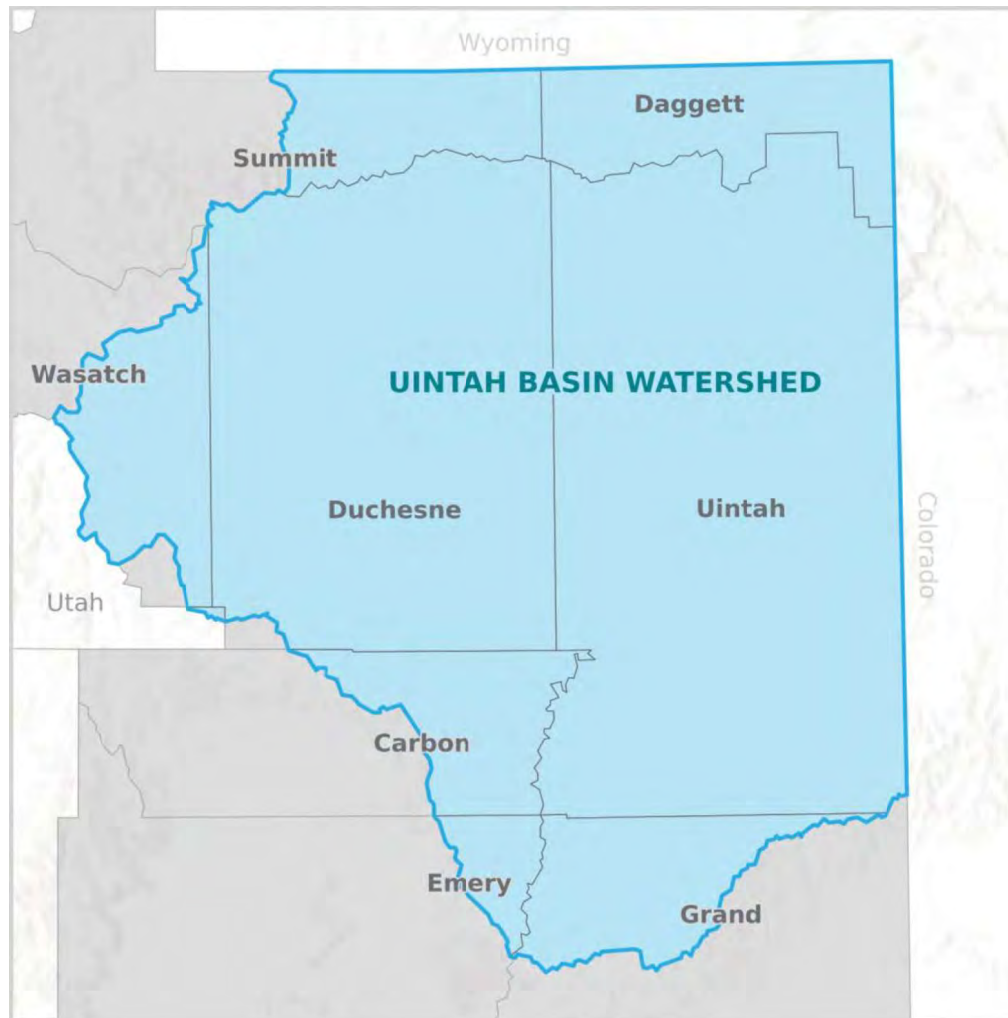 Wyoming
Daggett
Summit
Wasatch
UINTAH BASIN WATERSHED
Duchesne
Uintah
Colorado
Utah
Carbon
Emery
Grand